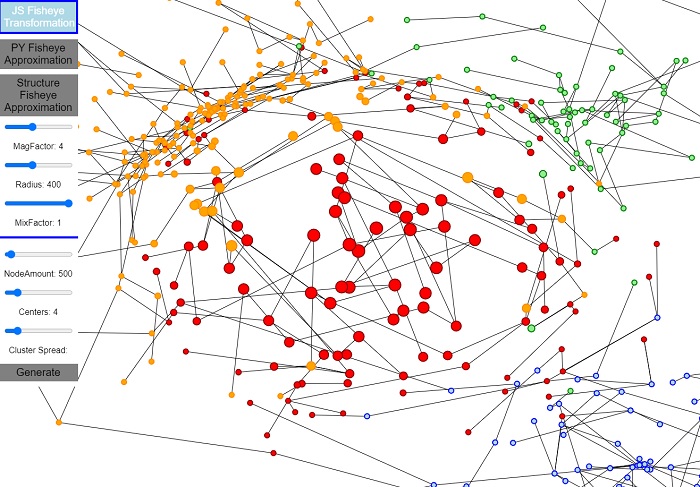 JS Fisheye
Transformation
PY Fisheye
Approximation
Structure
Fisheye
Approximation
MagFactor: 4
Radius: 400
MixFactor: 1
NodeAmount: 500
Centers: 4
Cluster Spread:
Generate